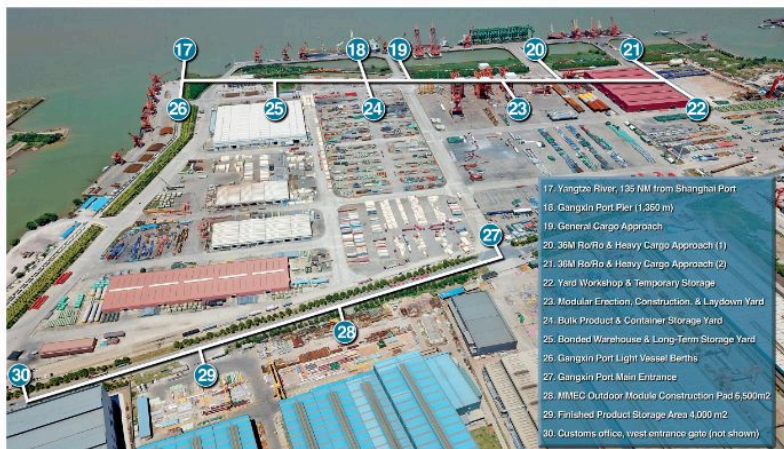 17
18
19
20
21
26
25
24
23
22
27
28
29
30
17. Yangtze River, 135 NM from Shanghai Port
18. Gangxin Port Pier (1,350 m)
19. General Cargo Approach
20. 36M Ro/Ro & Heavy Cargo Approach (1)
21. 36M Ro/Ro & Heavy Cargo Approach (2)
22. Yard Workshop & Temporary Storage
23. Modular Erection, Construction, & Laydown Yard
24. Bulk Product & Container Storage Yard
25. Bonded Warehouse & Long-Term Storage Yard
26. Gangxin Port Light Vessel Berths
27. Gangxin Port Main Entrance
28. MMEC Outdoor Module Construction Pad 6,500m2
29. Finished Product Storage Area 4,000 m2
30. Customs office, west entrance gate (not shown)